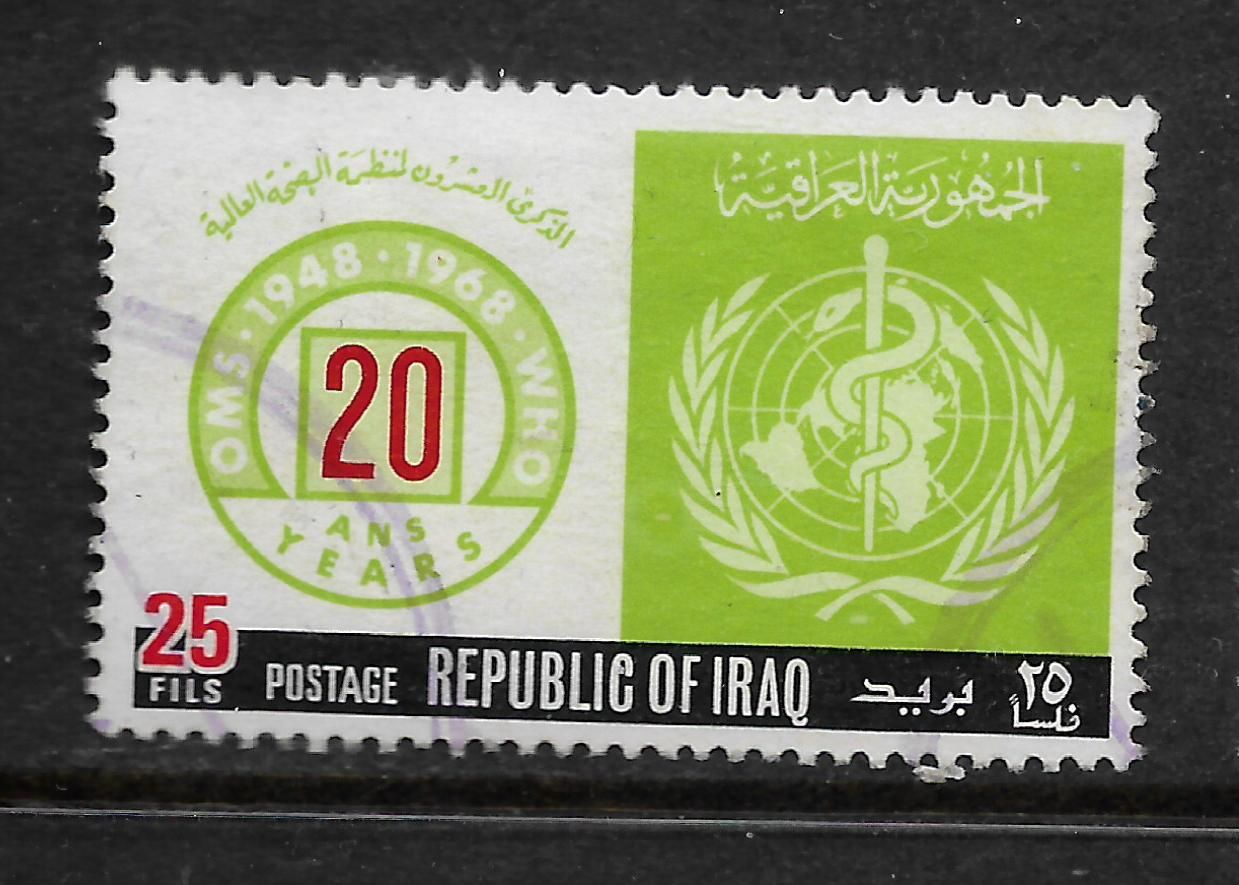 الجمهورية العراقية
الذكرى العشرون لمنظمة الصحة العالمية
OMS · 1948 · 1968 · WHO
20
ANS
YEARS
25
FILS
POSTAGE REPUBLIC OF IRAQ بريد
٢٥
فلساً